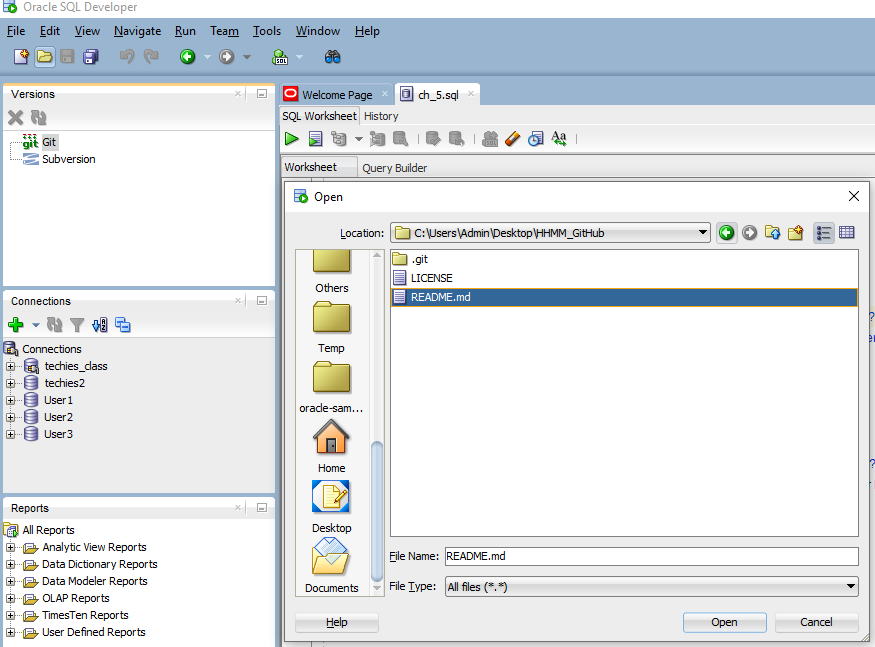 Oracle SQL Developer
File Edit View Navigate Run Team Tools Window Help
SQL
Versions
git Git
Subversion
Connections
Connections
techies_class
techies2
User1
User2
User3
Reports
All Reports
Analytic View Reports
Data Dictionary Reports
Data Modeler Reports
OLAP Reports
TimesTen Reports
User Defined Reports
Welcome Page ch_5.sql
SQL Worksheet History
Aa
Worksheet Query Builder
Open
Location: C:\Users\Admin\Desktop\HHMM_GitHub
Others
Temp
oracle-sam...
Home
Desktop
Documents
.git
LICENSE
README.md
File Name: README.md
File Type: All files (*.*)
Help Open Cancel